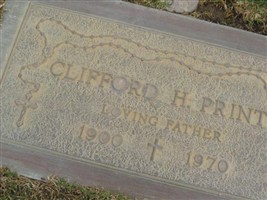 CLIFFORD H. PRINT
LOVING FATHER
1900 1970